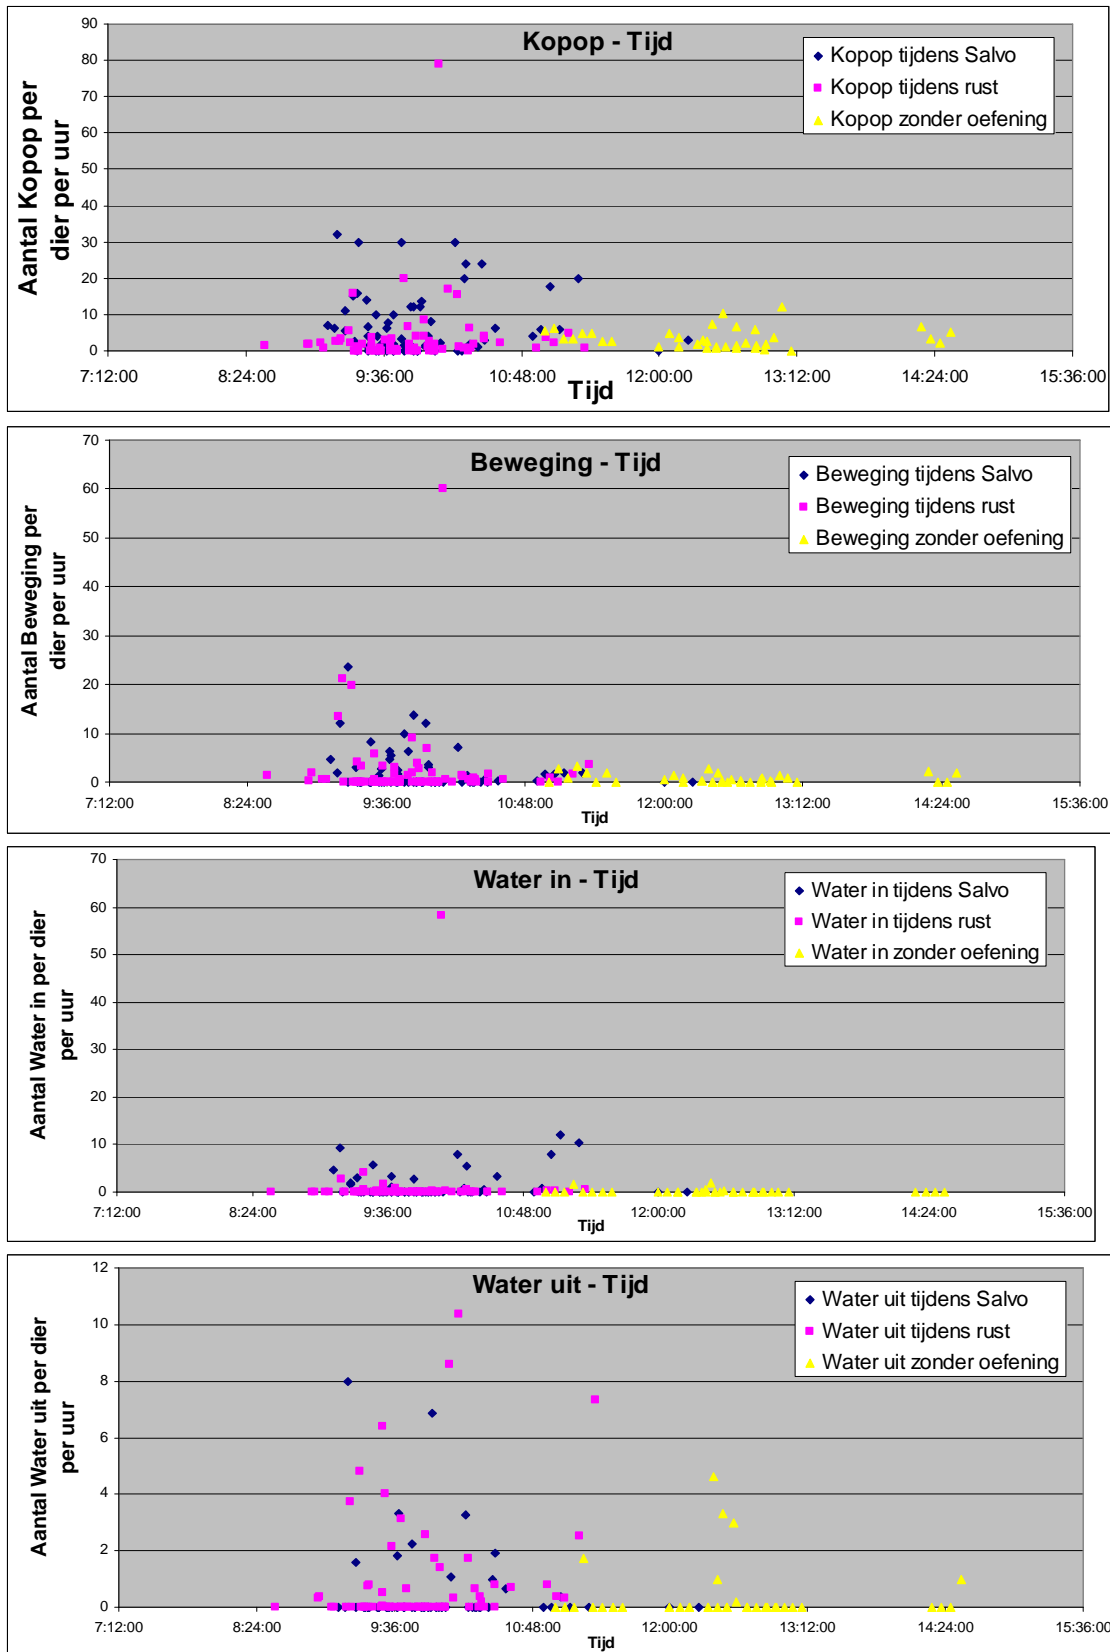 Kopop - Tijd
Aantal Kopop per
dier per uur
90
80
70
60
50
40
30
20
10
0
Kopop tijdens Salvo
Kopop tijdens rust
Kopop zonder oefening
7:12:00 8:24:00 9:36:00 10:48:00 12:00:00 13:12:00 14:24:00 15:36:00
Tijd
Beweging - Tijd
Aantal Beweging per
dier per uur
70
60
50
40
30
20
10
0
Beweging tijdens Salvo
Beweging tijdens rust
Beweging zonder oefening
7:12:00 8:24:00 9:36:00 10:48:00 12:00:00 13:12:00 14:24:00 15:36:00
Tijd
Water in - Tijd
Aantal Water in per dier
per uur
70
60
50
40
30
20
10
0
Water in tijdens Salvo
Water in tijdens rust
Water in zonder oefening
7:12:00 8:24:00 9:36:00 10:48:00 12:00:00 13:12:00 14:24:00 15:36:00
Tijd
Water uit - Tijd
Aantal Water uit per dier
per uur
12
10
8
6
4
2
0
Water uit tijdens Salvo
Water uit tijdens rust
Water uit zonder oefening
7:12:00 8:24:00 9:36:00 10:48:00 12:00:00 13:12:00 14:24:00 15:36:00
Tijd